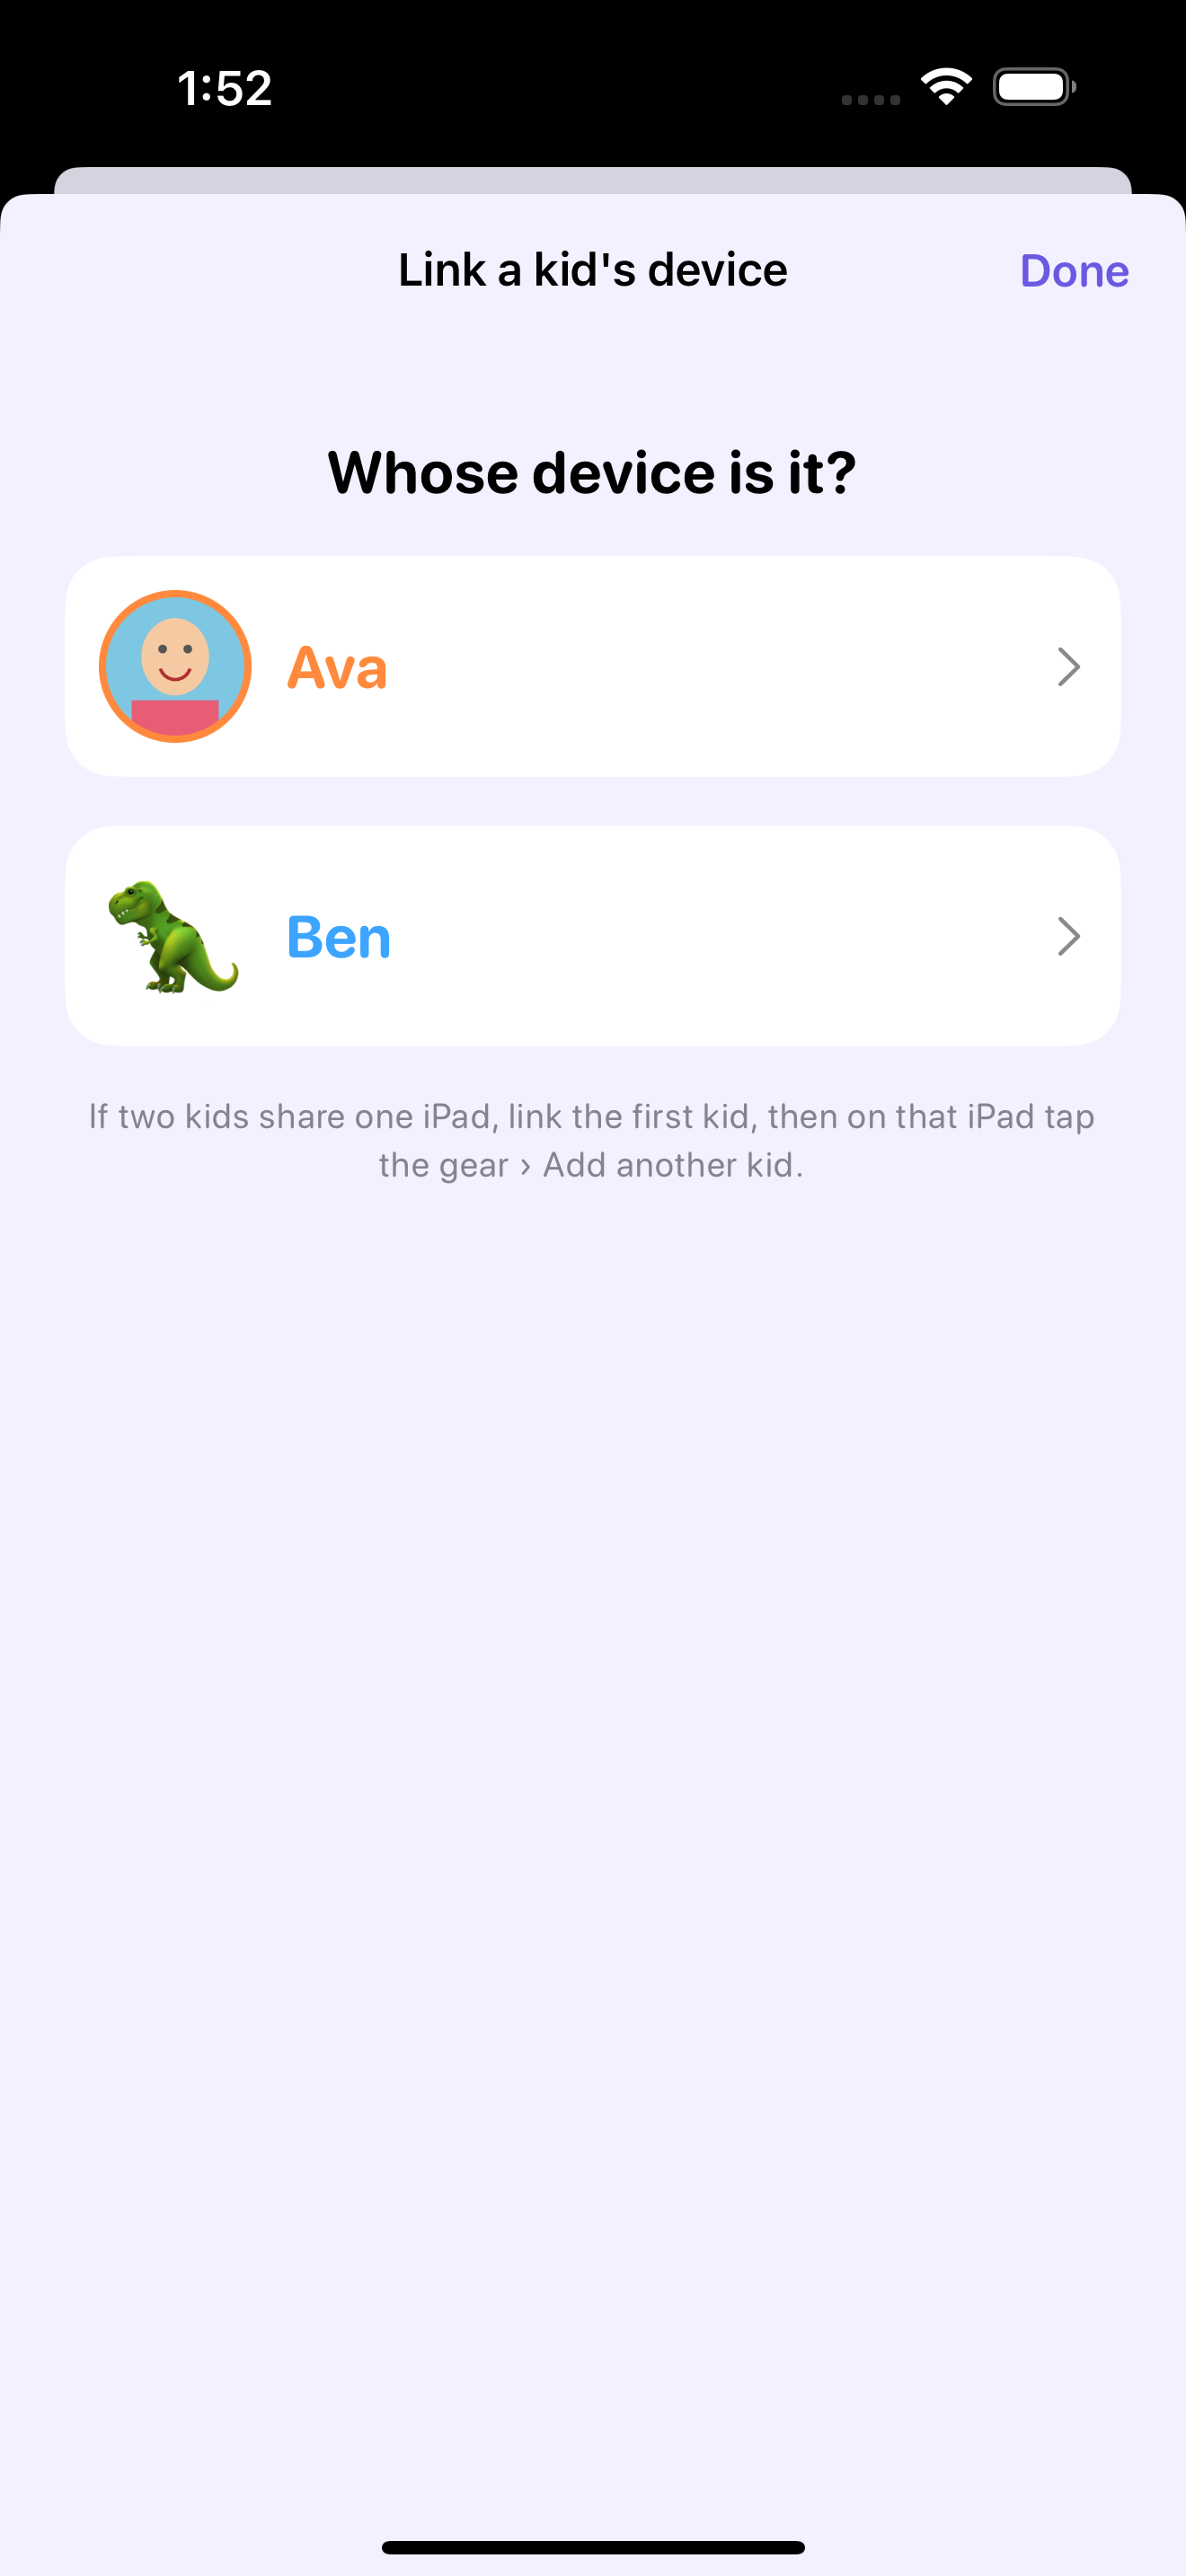 1:52
Link a kid's device
Done
Whose device is it?
Ava
Ben
If two kids share one iPad, link the first kid, then on that iPad tap
the gear › Add another kid.